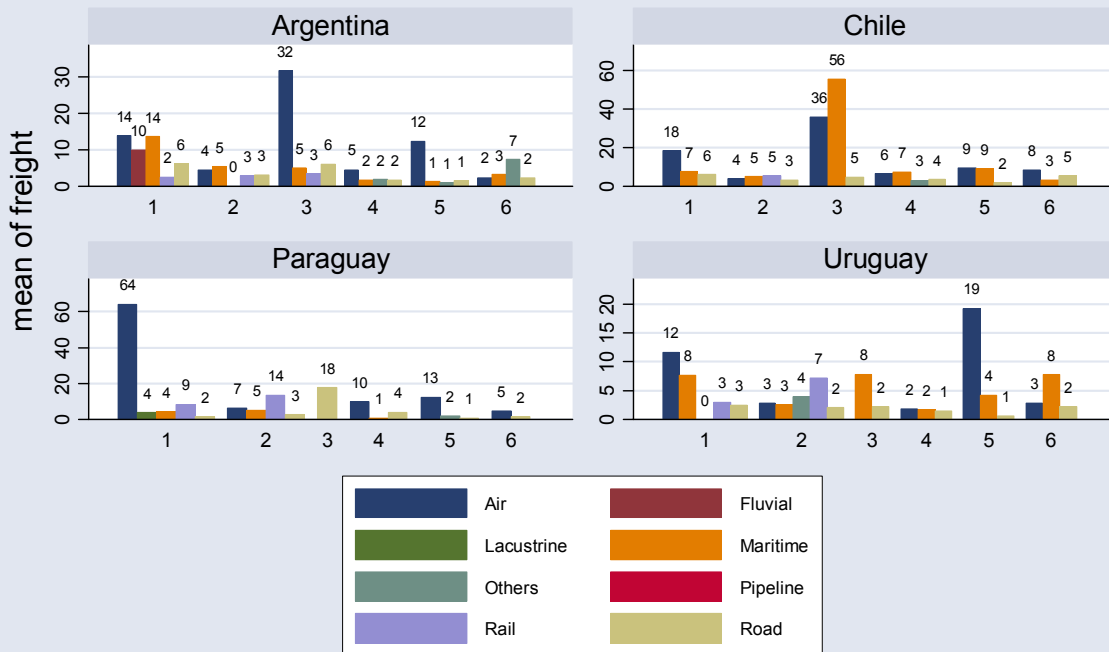 Argentina
Chile
mean of freight
0 10 20 30
14 10 14 2 6 4 5 0 3 3 32 5 3 6 5 2 2 2 12 1 1 1 2 3 7 2
1 2 3 4 5 6
0 20 40 60
18 7 6 4 5 5 3 36 56 5 6 7 3 4 9 9 2 8 3 5
1 2 3 4 5 6
Paraguay
Uruguay
0 20 40 60
64 4 4 9 2 7 5 14 3 18 10 1 4 13 2 1 5 2
1 2 3 4 5 6
0 5 10 15 20
12 8 0 3 3 3 3 4 7 2 8 2 2 2 1 19 4 1 3 8 2
1 2 3 4 5 6
Air
Fluvial
Lacustrine
Maritime
Others
Pipeline
Rail
Road